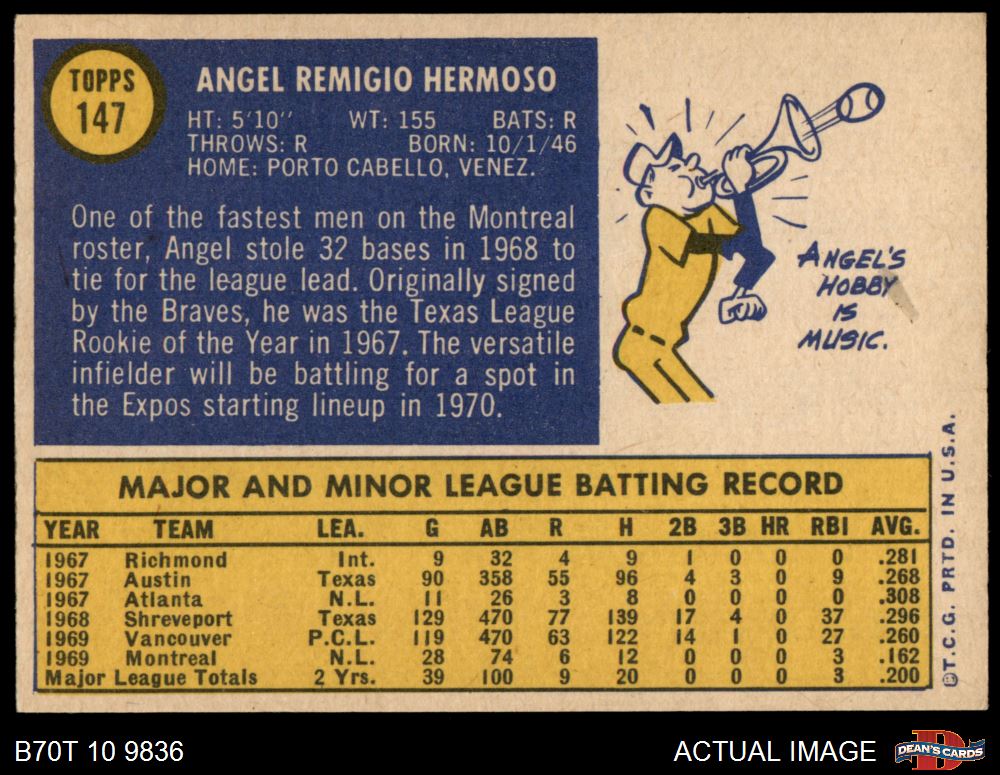 TOPPS
147
ANGEL REMIGIO HERMOSO
HT: 5'10" WT: 155 BATS: R
THROWS: R BORN: 10/1/46
HOME: PORTO CABELLO, VENEZ.
One of the fastest men on the Montreal
roster, Angel stole 32 bases in 1968 to
tie for the league lead. Originally signed
by the Braves, he was the Texas League
Rookie of the Year in 1967. The versatile
infielder will be battling for a spot in
the Expos starting lineup in 1970.
ANGEL'S
HOBBY
IS
MUSIC.
MAJOR AND MINOR LEAGUE BATTING RECORD
YEAR TEAM LEA. G AB R H 2B 3B HR RBI AVG.
1967 Richmond Int. 9 32 4 9 1 0 0 0 .281
1967 Austin Texas 90 358 55 96 4 3 0 9 .268
1967 Atlanta N.L. 11 26 3 8 0 0 0 0 .308
1968 Shreveport Texas 129 470 77 139 17 4 0 37 .296
1969 Vancouver P.C.L. 119 470 63 122 14 1 0 27 .260
1969 Montreal N.L. 28 74 6 12 0 0 0 3 .162
Major League Totals 2 Yrs. 39 100 9 20 0 0 0 3 .200
©T.C.G. PRTD. IN U.S.A.
B70T 10 9836
ACTUAL IMAGE
DEAN'S CARDS